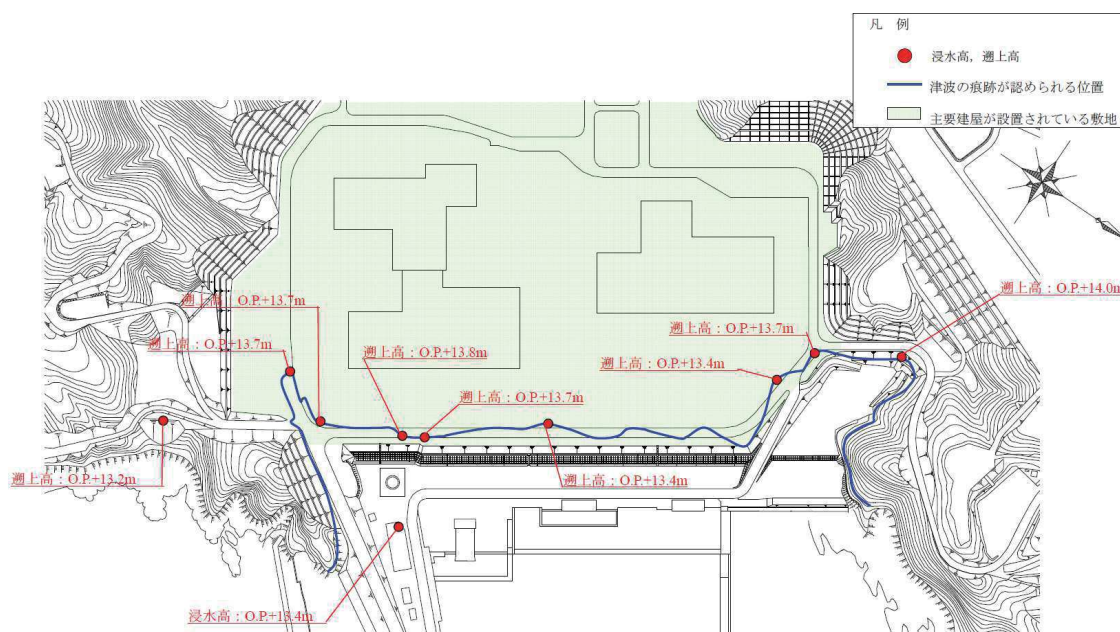 凡 例
浸水高，遡上高
津波の痕跡が認められる位置
主要建屋が設置されている敷地
遡上高：O.P.+14.0m
遡上高：O.P.+13.7m
遡上高：O.P.+13.7m
遡上高：O.P.+13.7m
遡上高：O.P.+13.8m
遡上高：O.P.+13.4m
遡上高：O.P.+13.7m
遡上高：O.P.+13.2m
遡上高：O.P.+13.4m
浸水高：O.P.+13.4m